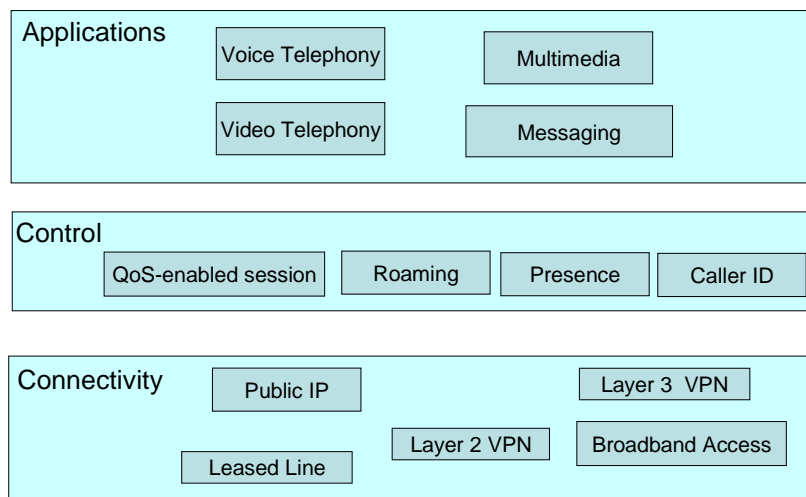 Applications
Voice Telephony
Multimedia
Video Telephony
Messaging
Control
QoS-enabled session
Roaming
Presence
Caller ID
Connectivity
Public IP
Layer 3 VPN
Layer 2 VPN
Broadband Access
Leased Line